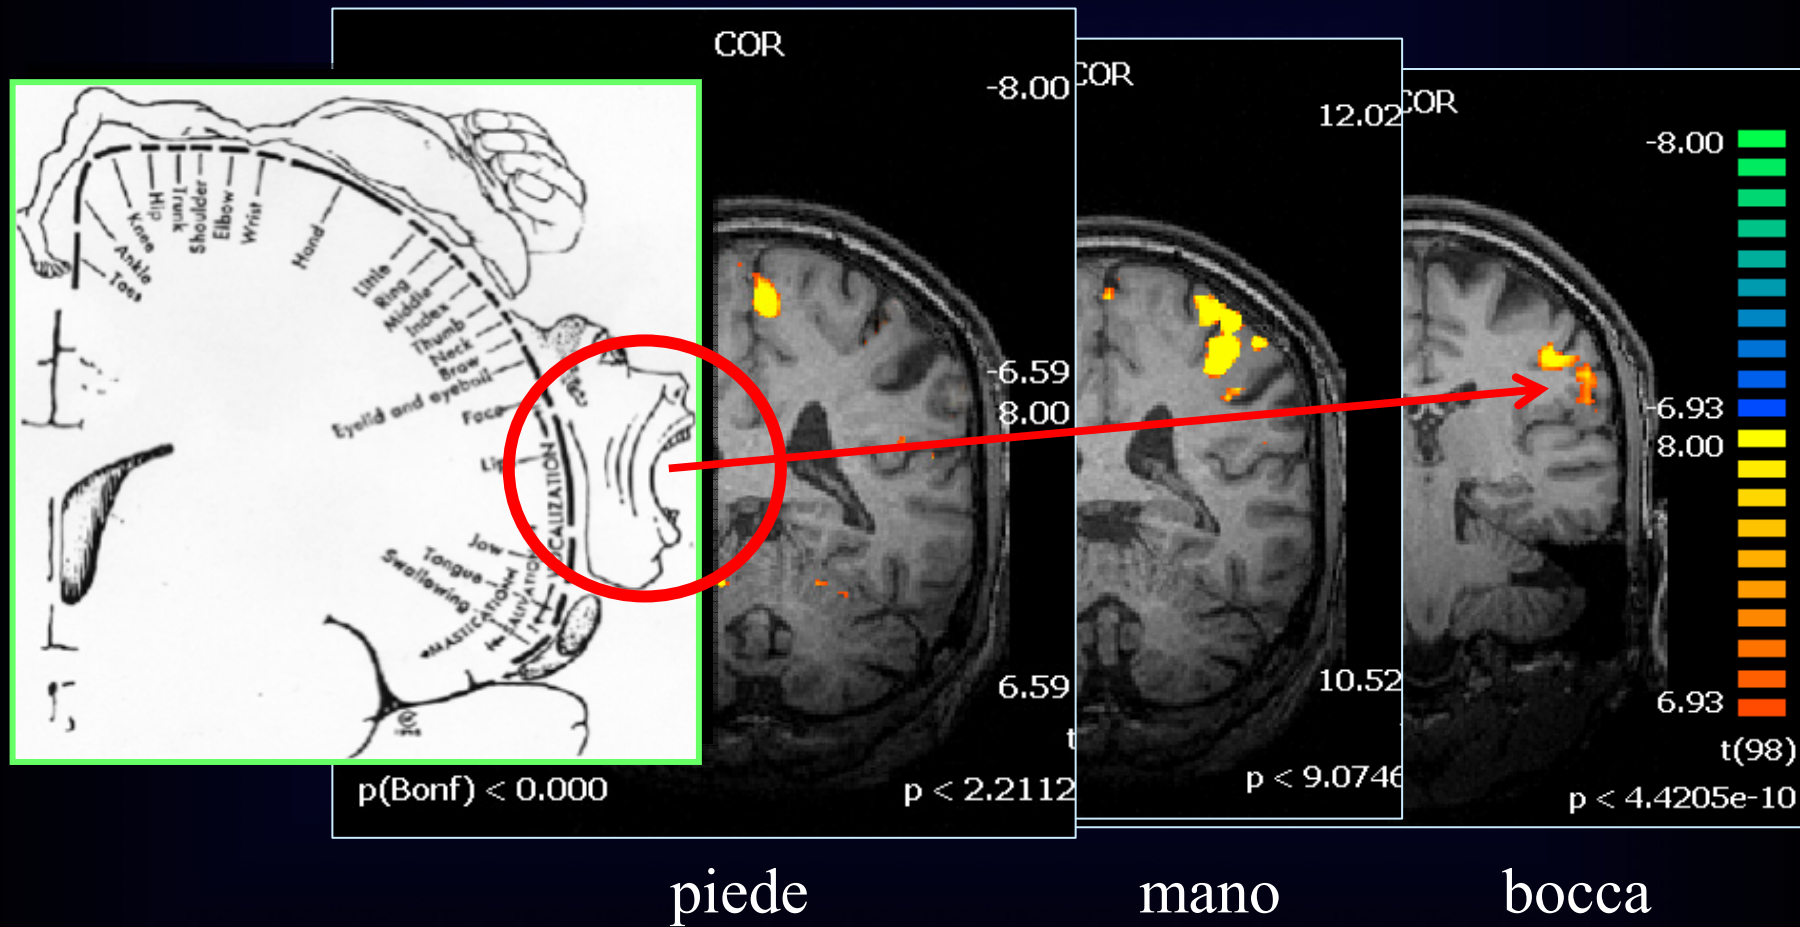 COR
-8.00
-6.59
8.00
6.59
p(Bonf) < 0.000
p < 2.2112
COR
12.02
10.52
p < 9.0746
COR
-8.00
-6.93
8.00
6.93
t(98)
p < 4.4205e-10
Toes
Ankle
Knee
Hip
Trunk
Shoulder
Elbow
Wrist
Hand
Little
Ring
Middle
Index
Thumb
Neck
Brow
Eyelid and eyeball
Face
Lip
VOCALIZATION
Jaw
Tongue
Swallowing
MASTICATION
SALIVATION
piede
mano
bocca